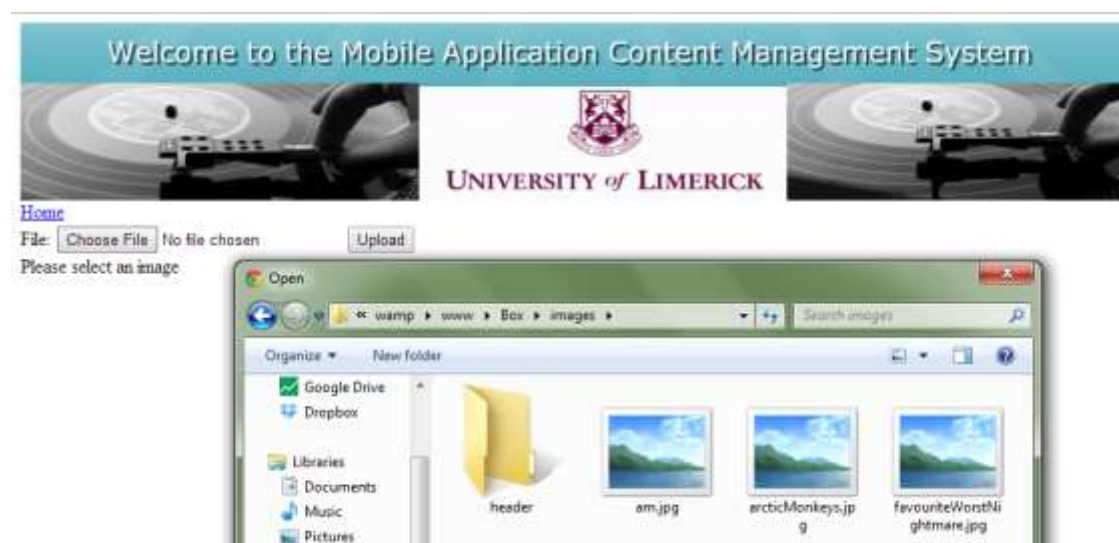 Welcome to the Mobile Application Content Management System
UNIVERSITY of LIMERICK
Home
File: Choose File No file chosen Upload
Please select an image
Open
« wamp ▸ www ▸ Box ▸ images ▸ Search images
Organize ▾ New folder
Google Drive
Dropbox
Libraries
Documents
Music
Pictures
header
am.jpg
arcticMonkeys.jp
g
favouriteWorstNi
ghtmare.jpg